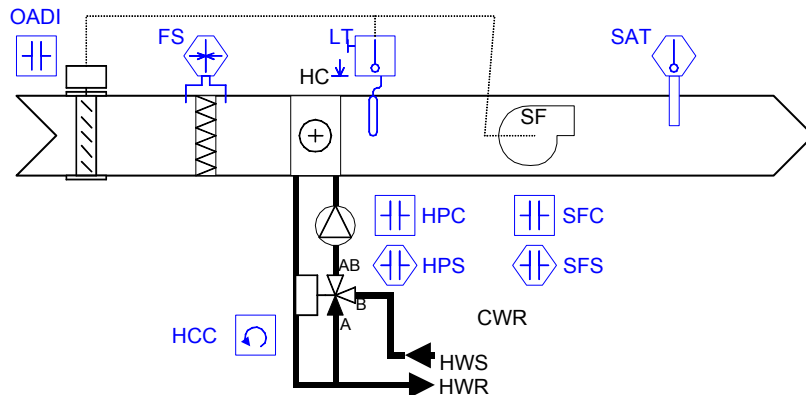 OADI
FS
LT
SAT
HC
SF
HPC
SFC
HPS
SFS
AB
B
A
HCC
CWR
HWS
HWR